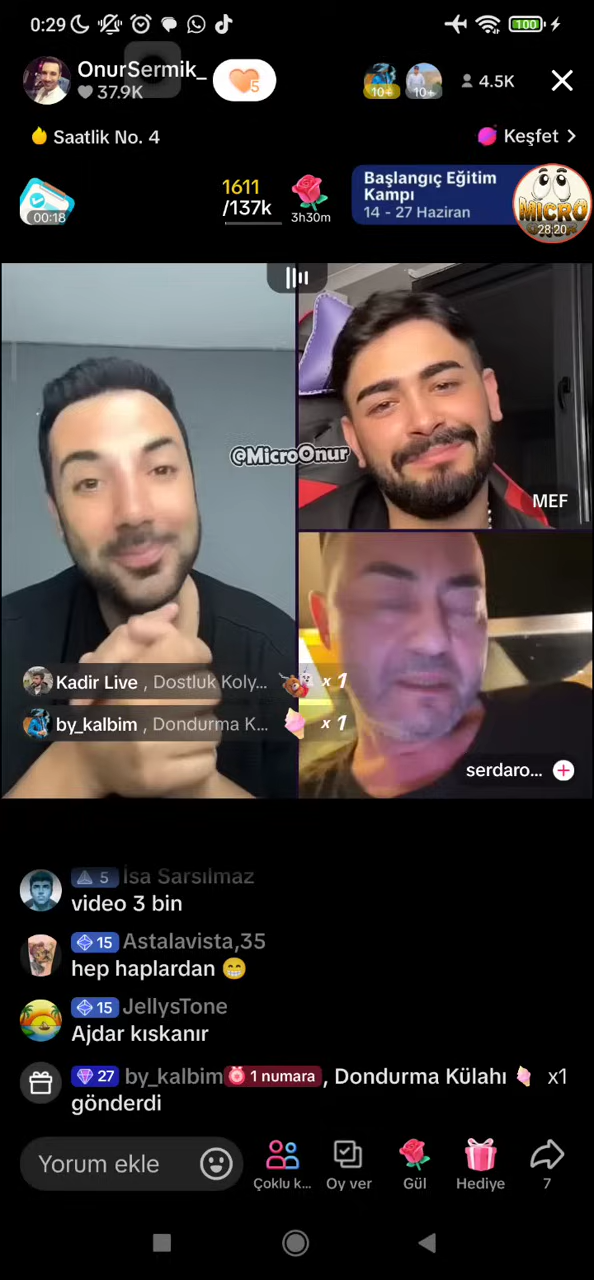 0:29
100
OnurSermik_
37.9K
5
10+
10+
4.5K
Saatlik No. 4
Keşfet
00:18
1611
/137k
3h30m
Başlangıç Eğitim
Kampı
14 - 27 Haziran
MiCRO
28:20
@MicroOnur
MEF
Kadir Live , Dostluk Koly... x 1
by_kalbim , Dondurma K... x 1
serdaro...
5 İsa Sarsılmaz
video 3 bin
15 Astalavista,35
hep haplardan 😁
15 JellysTone
Ajdar kıskanır
27 by_kalbim 1 numara , Dondurma Külahı x1
gönderdi
Yorum ekle
Çoklu k...
Oy ver
Gül
Hediye
7